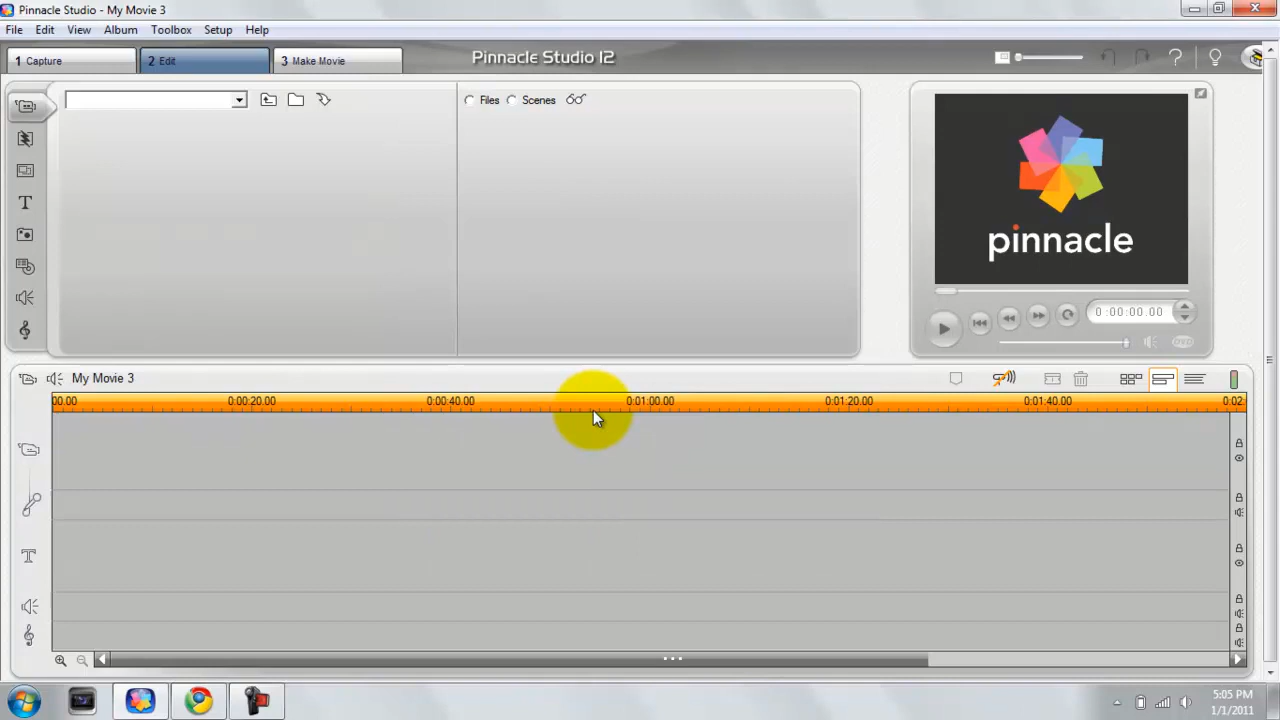 Pinnacle Studio - My Movie 3
File Edit View Album Toolbox Setup Help
1 Capture 2 Edit 3 Make Movie Pinnacle Studio 12
Files Scenes
pinnacle
0:00:00.00
My Movie 3
00.00 0:00:20.00 0:00:40.00 0:01:00.00 0:01:20.00 0:01:40.00 0:02:
T
T
5:05 PM
1/1/2011